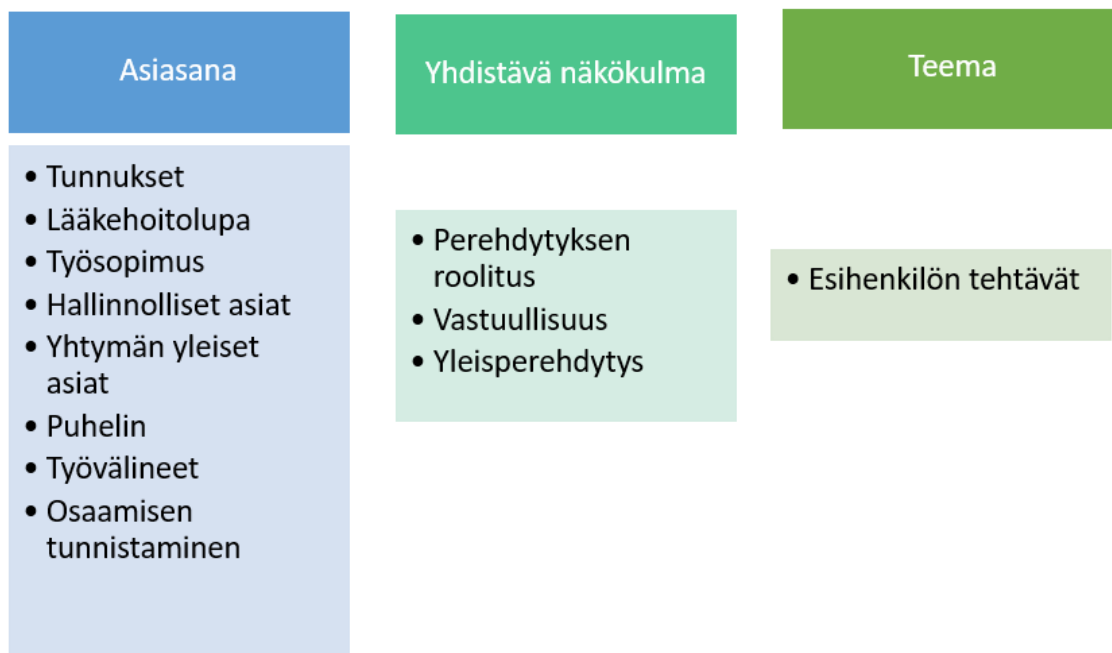 Asiasana
• Tunnukset
• Lääkehoitolupa
• Työsopimus
• Hallinnolliset asiat
• Yhtymän yleiset
asiat
• Puhelin
• Työvälineet
• Osaamisen
tunnistaminen
Yhdistävä näkökulma
• Perehdytyksen
roolitus
• Vastuullisuus
• Yleisperehdytys
Teema
• Esihenkilön tehtävät